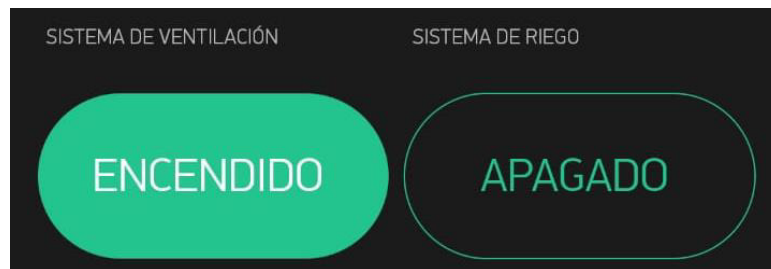 SISTEMA DE VENTILACIÓN
SISTEMA DE RIEGO
ENCENDIDO
APAGADO